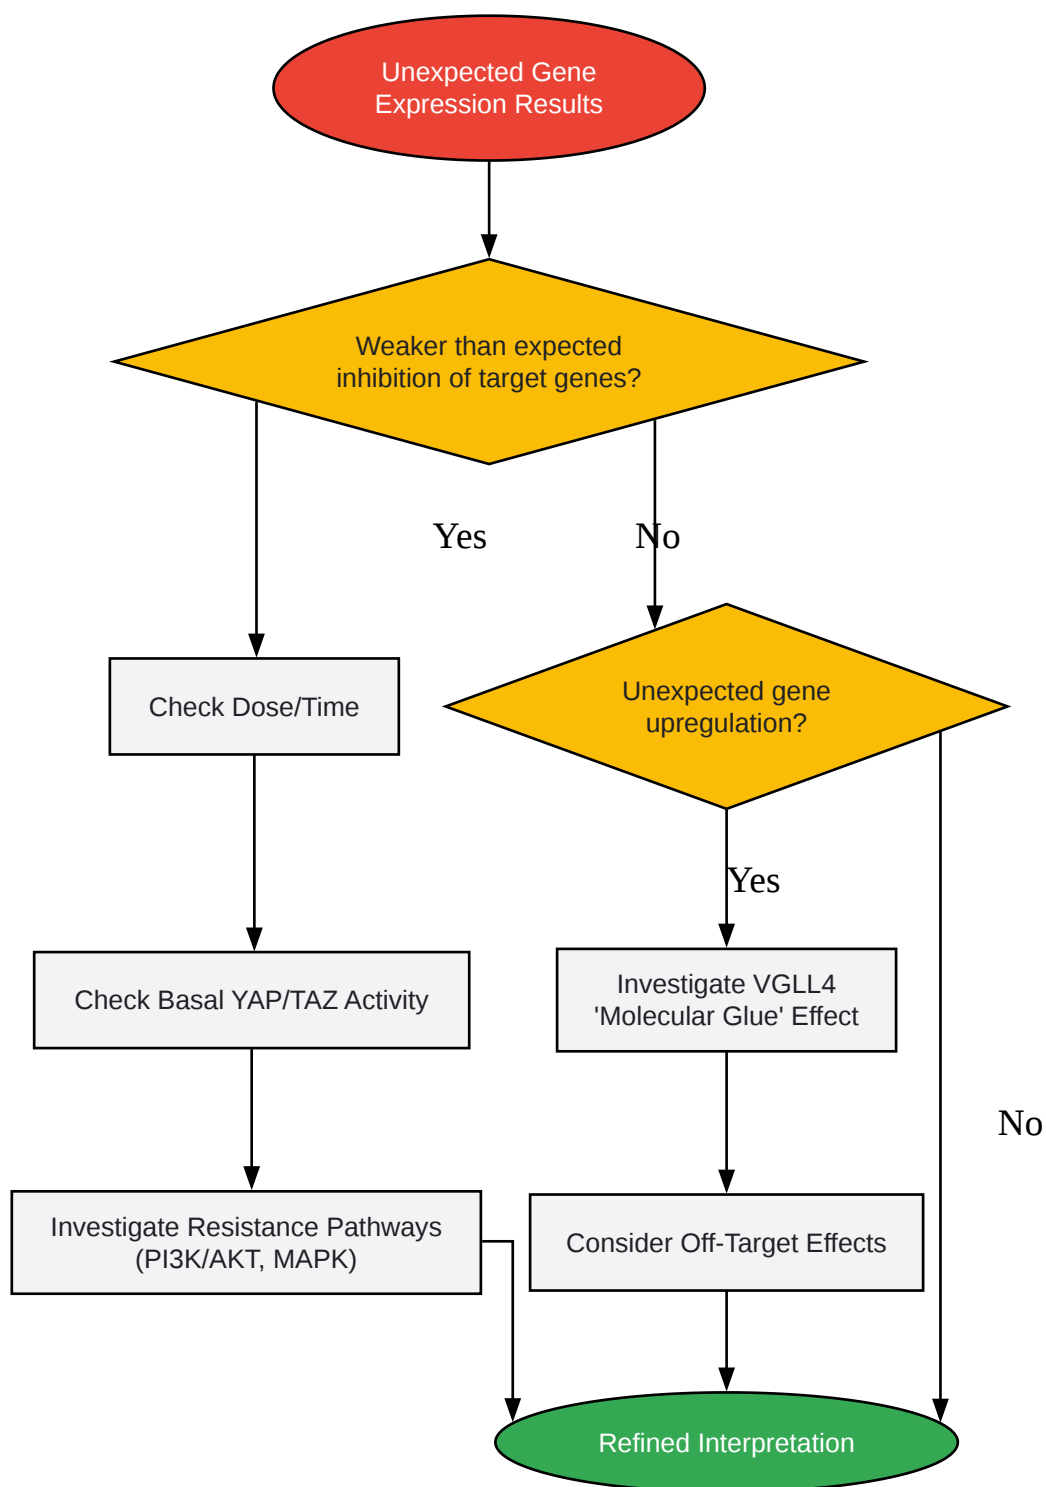 Unexpected Gene
Expression Results
Weaker than expected
inhibition of target genes?
Yes
No
Check Dose/Time
Unexpected gene
upregulation?
Yes
Check Basal YAP/TAZ Activity
Investigate VGLL4
'Molecular Glue' Effect
No
Investigate Resistance Pathways
(PI3K/AKT, MAPK)
Consider Off-Target Effects
Refined Interpretation